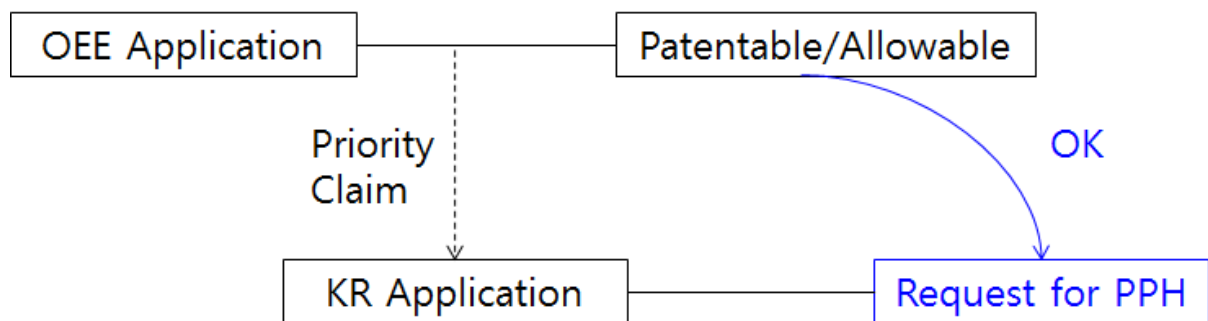 OEE Application
Patentable/Allowable
Priority
Claim
OK
KR Application
Request for PPH